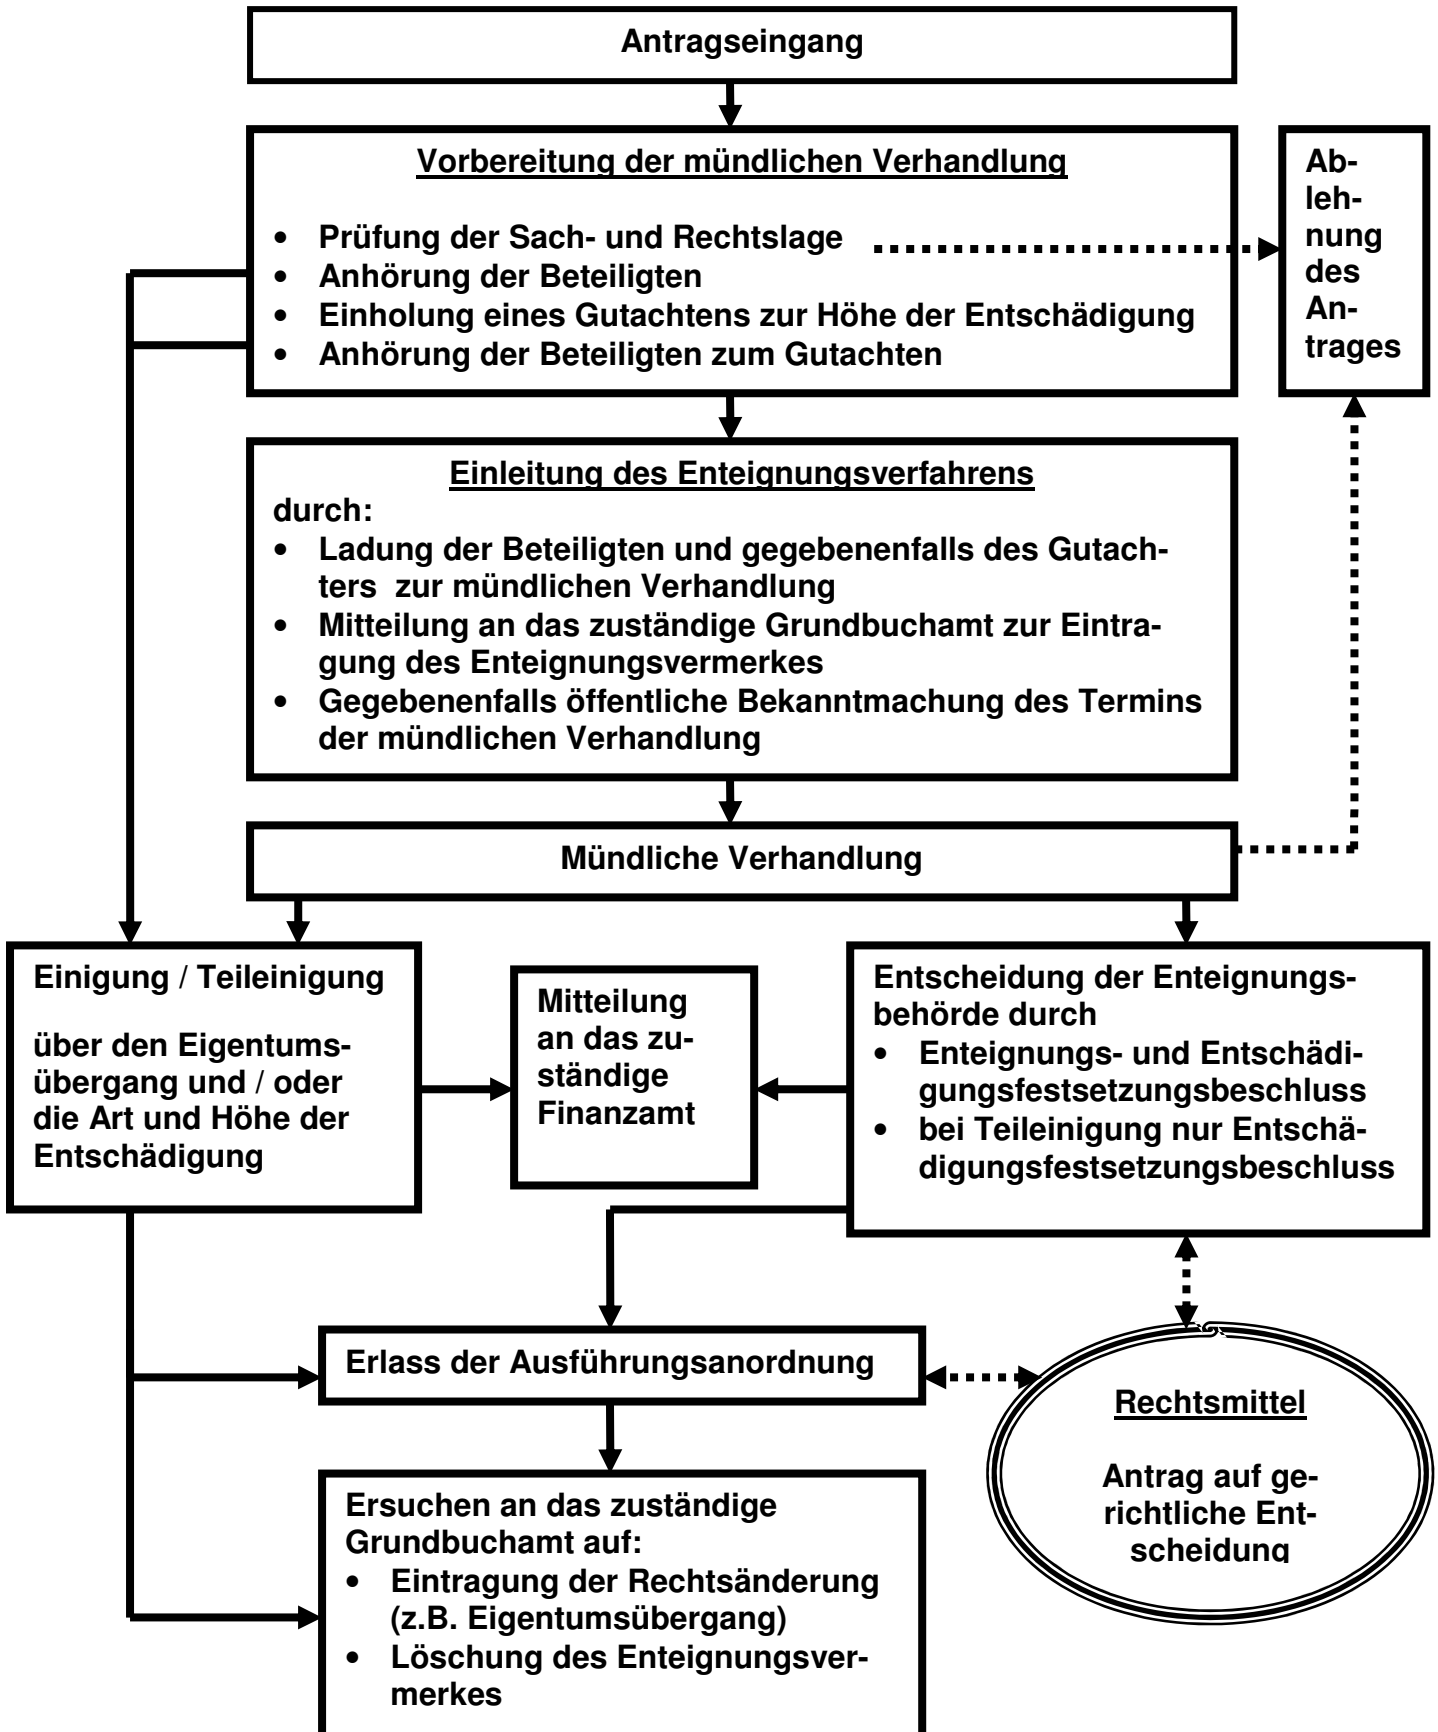 Antragseingang
Vorbereitung der mündlichen Verhandlung
• Prüfung der Sach- und Rechtslage
• Anhörung der Beteiligten
• Einholung eines Gutachtens zur Höhe der Entschädigung
• Anhörung der Beteiligten zum Gutachten
Ab-
leh-
nung
des
An-
trages
Einleitung des Enteignungsverfahrens
durch:
• Ladung der Beteiligten und gegebenenfalls des Gutach-
ters zur mündlichen Verhandlung
• Mitteilung an das zuständige Grundbuchamt zur Eintra-
gung des Enteignungsvermerkes
• Gegebenenfalls öffentliche Bekanntmachung des Termins
der mündlichen Verhandlung
Mündliche Verhandlung
Einigung / Teileinigung
über den Eigentums-
übergang und / oder
die Art und Höhe der
Entschädigung
Mitteilung
an das zu-
ständige
Finanzamt
Entscheidung der Enteignungs-
behörde durch
• Enteignungs- und Entschädi-
gungsfestsetzungsbeschluss
• bei Teileinigung nur Entschä-
digungsfestsetzungsbeschluss
Erlass der Ausführungsanordnung
Rechtsmittel
Antrag auf ge-
richtliche Ent-
scheidung
Ersuchen an das zuständige
Grundbuchamt auf:
• Eintragung der Rechtsänderung
(z.B. Eigentumsübergang)
• Löschung des Enteignungsver-
merkes